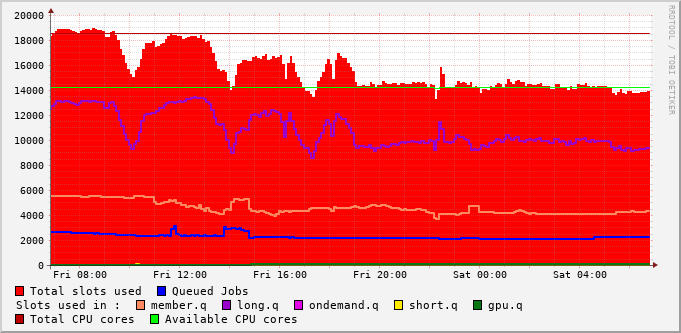 20000
18000
16000
14000
12000
10000
8000
6000
4000
2000
0
Fri 08:00 Fri 12:00 Fri 16:00 Fri 20:00 Sat 00:00 Sat 04:00
RRDTOOL / TOBI OETIKER
Total slots used Queued Jobs
Slots used in : member.q long.q ondemand.q short.q gpu.q
Total CPU cores Available CPU cores